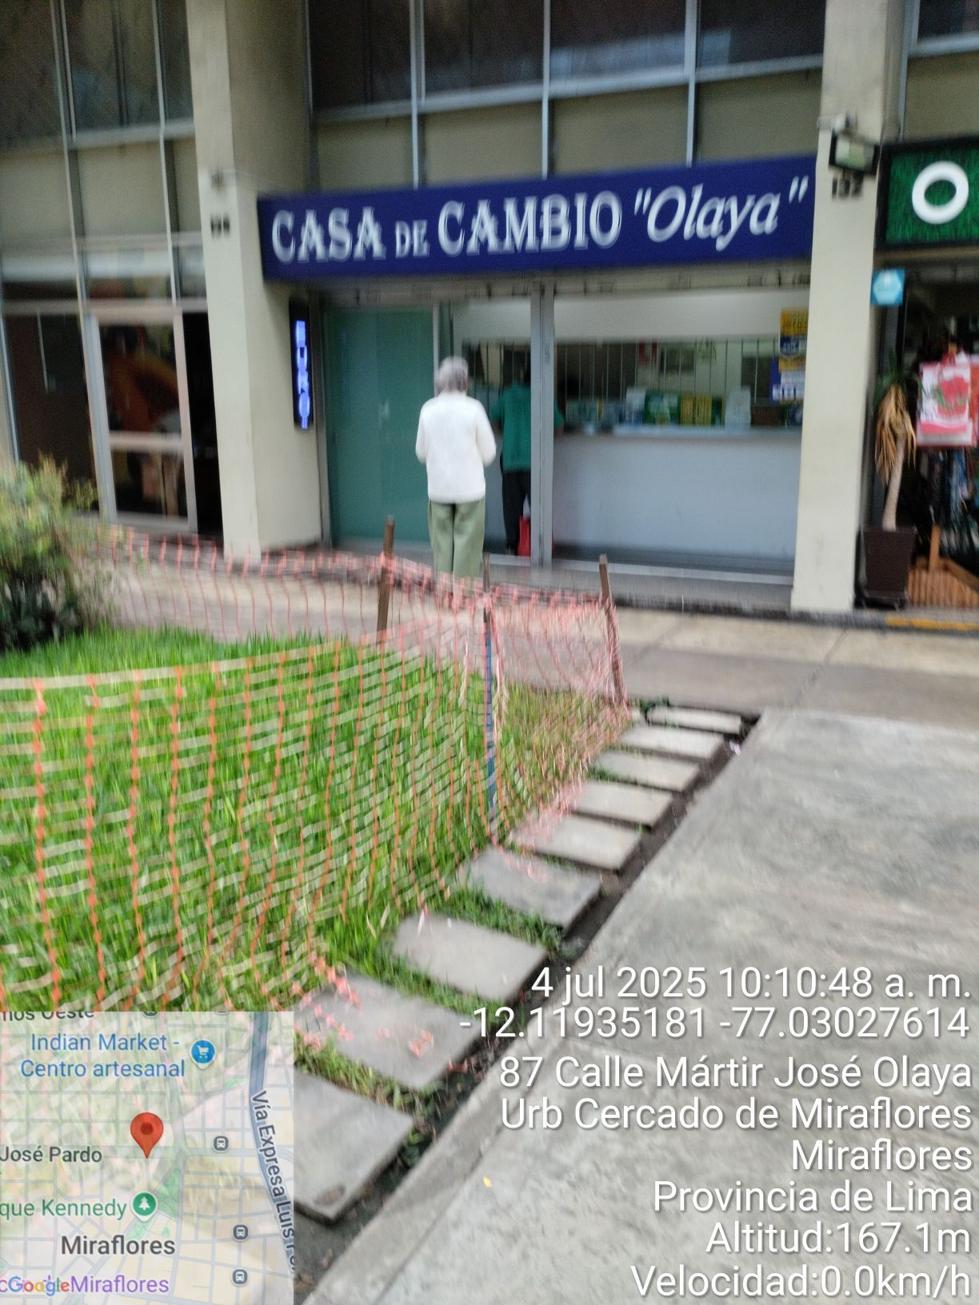 CASA DE CAMBIO "Olaya"
O
EURO
4 jul 2025 10:10:48 a. m.
-12.11935181 -77.03027614
87 Calle Mártir José Olaya
Urb Cercado de Miraflores
Miraflores
Provincia de Lima
Altitud:167.1m
Velocidad:0.0km/h
Indian Market -
Centro artesanal
José Pardo
que Kennedy
Miraflores
Google Miraflores
Vía Expresa Luis